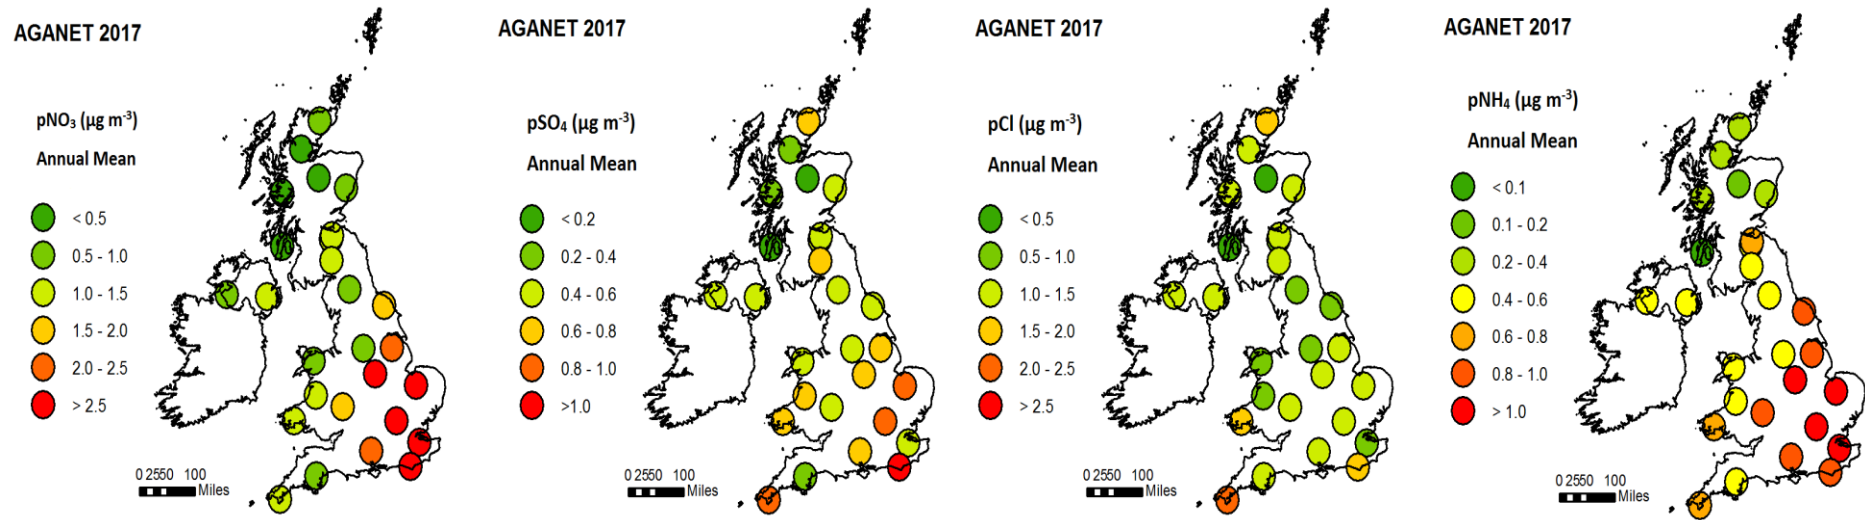 AGANET 2017
pNO₃ (µg m⁻³)
Annual Mean
< 0.5
0.5 - 1.0
1.0 - 1.5
1.5 - 2.0
2.0 - 2.5
> 2.5
0 2550 100
Miles
AGANET 2017
pSO₄ (µg m⁻³)
Annual Mean
< 0.2
0.2 - 0.4
0.4 - 0.6
0.6 - 0.8
0.8 - 1.0
>1.0
0 2550 100
Miles
AGANET 2017
pCl (µg m⁻³)
Annual Mean
< 0.5
0.5 - 1.0
1.0 - 1.5
1.5 - 2.0
2.0 - 2.5
> 2.5
0 2550 100
Miles
AGANET 2017
pNH₄ (µg m⁻³)
Annual Mean
< 0.1
0.1 - 0.2
0.2 - 0.4
0.4 - 0.6
0.6 - 0.8
0.8 - 1.0
> 1.0
0 2550 100
Miles